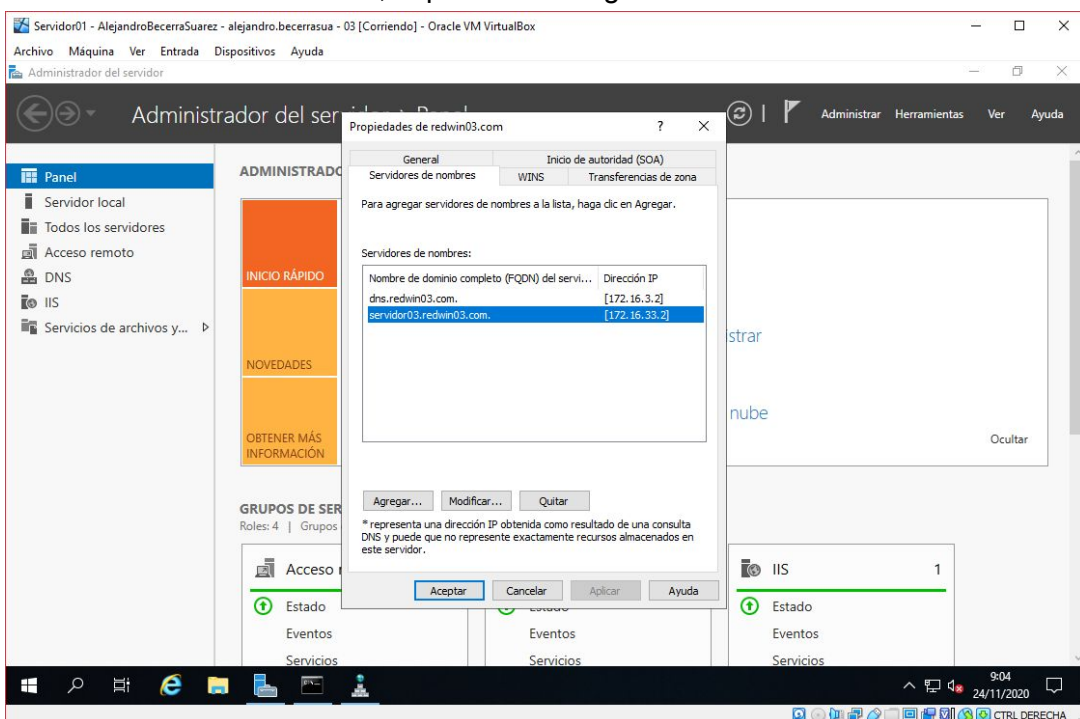 Servidor01 - AlejandroBecerraSuarez - alejandro.becerrasua - 03 [Corriendo] - Oracle VM VirtualBox
Archivo Máquina Ver Entrada Dispositivos Ayuda
Administrador del servidor
Administrador del ser
Administrar Herramientas Ver Ayuda
Propiedades de redwin03.com ? X
General Inicio de autoridad (SOA)
Servidores de nombres WINS Transferencias de zona
Para agregar servidores de nombres a la lista, haga clic en Agregar.
Servidores de nombres:
Nombre de dominio completo (FQDN) del servi... Dirección IP
dns.redwin03.com. [172.16.3.2]
servidor03.redwin03.com. [172.16.33.2]
Agregar... Modificar... Quitar
* representa una dirección IP obtenida como resultado de una consulta
DNS y puede que no represente exactamente recursos almacenados en
este servidor.
Aceptar Cancelar Aplicar Ayuda
Panel
Servidor local
Todos los servidores
Acceso remoto
DNS
IIS
Servicios de archivos y...
ADMINISTRADO
INICIO RÁPIDO
NOVEDADES
OBTENER MÁS
INFORMACIÓN
istrar
nube
Ocultar
GRUPOS DE SER
Roles: 4 | Grupos
Acceso
IIS 1
Estado
Eventos
Servicios
Eventos
Servicios
Estado
Eventos
Servicios
9:04
24/11/2020
CTRL DERECHA